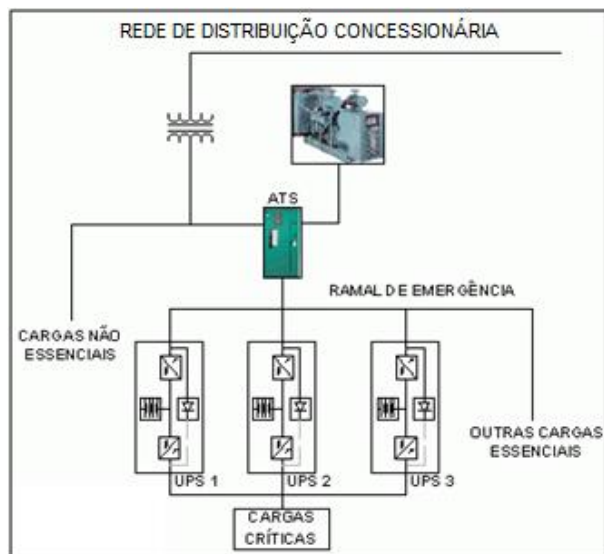 REDE DE DISTRIBUIÇÃO CONCESSIONÁRIA
ATS
RAMAL DE EMERGÊNCIA
CARGAS NÃO
ESSENCIAIS
OUTRAS CARGAS
ESSENCIAIS
UPS 1
UPS 2
UPS 3
CARGAS
CRÍTICAS